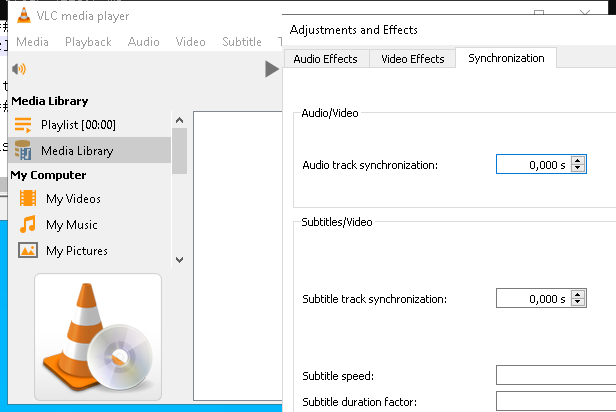 VLC media player
Media Playback Audio Video Subtitle
Media Library
Playlist [00:00]
Media Library
My Computer
My Videos
My Music
My Pictures
Adjustments and Effects
Audio Effects Video Effects Synchronization
Audio/Video
Audio track synchronization: 0,000 s
Subtitles/Video
Subtitle track synchronization: 0,000 s
Subtitle speed:
Subtitle duration factor: